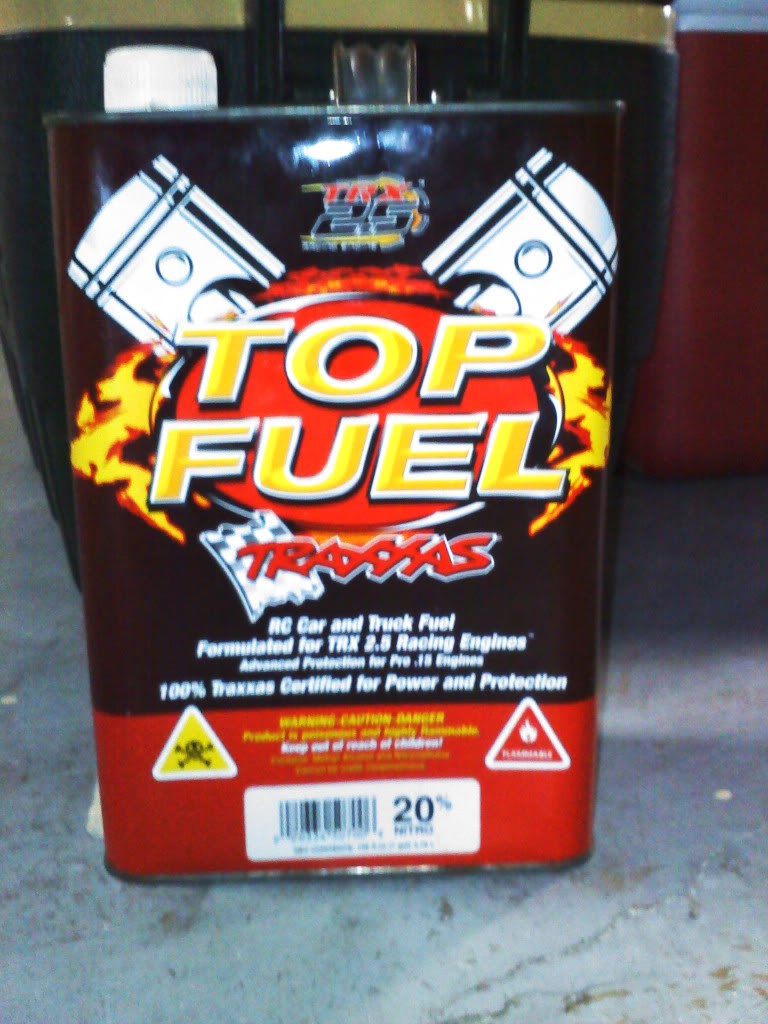 TRX
2.5
TOP
FUEL
TRAXXAS
RC Car and Truck Fuel
Formulated for TRX 2.5 Racing Engines™
Advanced Protection for Pro .15 Engines
100% Traxxas Certified for Power and Protection
WARNING CAUTION DANGER
Product is poisonous and highly flammable.
Keep out of reach of children!
FLAMMABLE
20%
NITRO